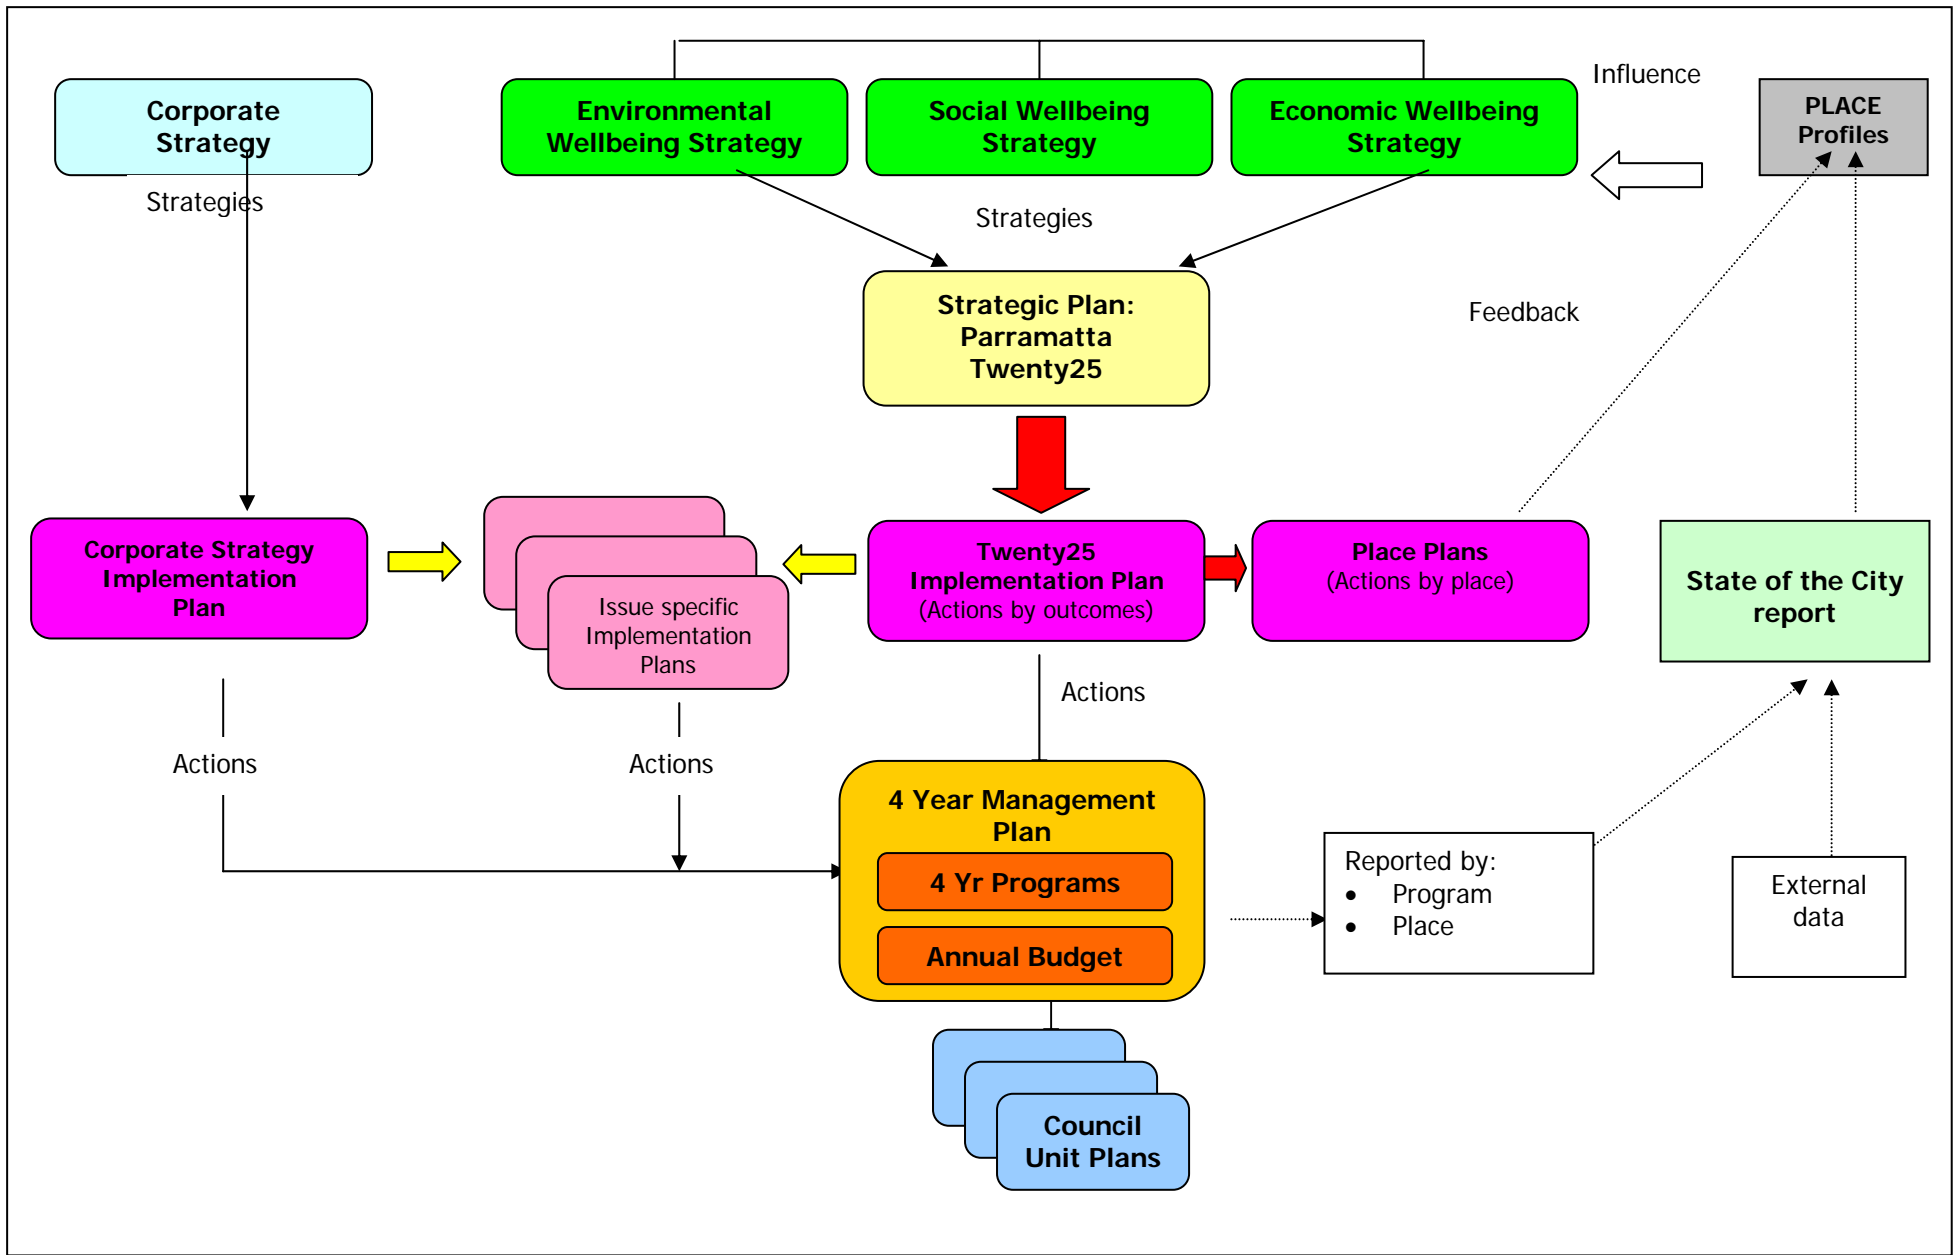 Influence
Corporate
Strategy
Environmental
Wellbeing Strategy
Social Wellbeing
Strategy
Economic Wellbeing
Strategy
PLACE
Profiles
Strategies
Strategies
Strategic Plan:
Parramatta
Twenty25
Feedback
Corporate Strategy
Implementation
Plan
Issue specific
Implementation
Plans
Twenty25
Implementation Plan
(Actions by outcomes)
Place Plans
(Actions by place)
State of the City
report
Actions
Actions
Actions
4 Year Management
Plan
4 Yr Programs
Annual Budget
Reported by:
• Program
• Place
External
data
Council
Unit Plans